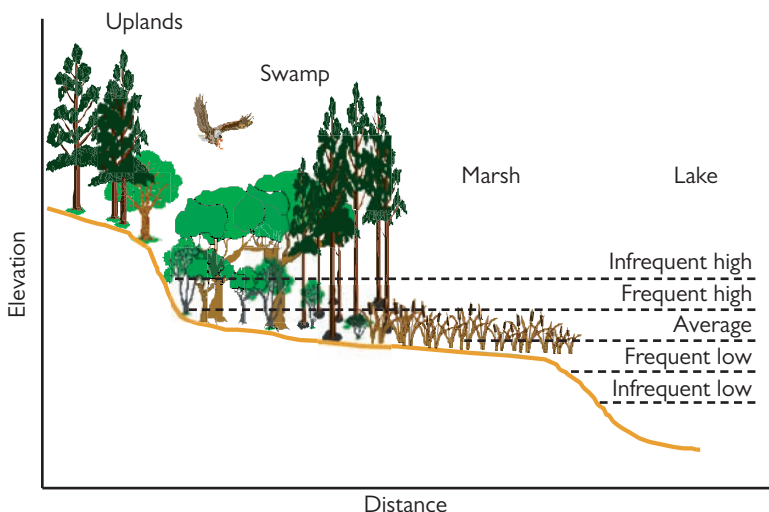 Uplands
Swamp
Marsh
Lake
Elevation
Infrequent high
Frequent high
Average
Frequent low
Infrequent low
Distance